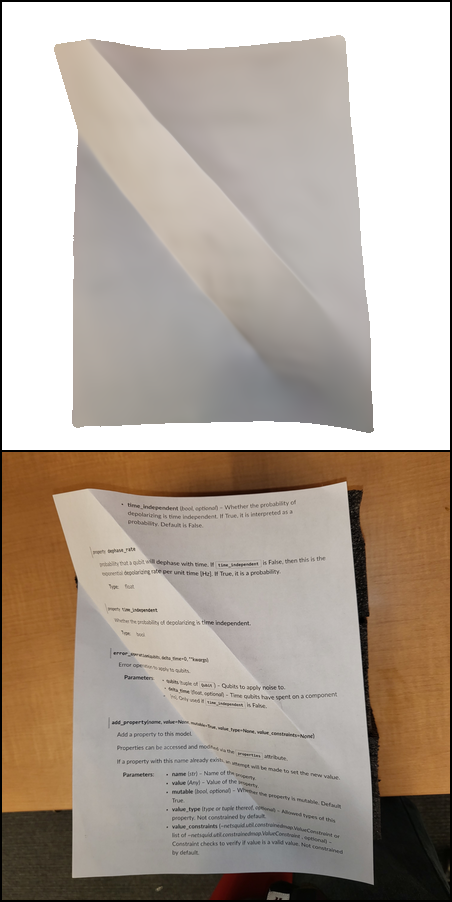 • time_independent (bool, optional) – Whether the probability of
depolarizing is time independent. If True, it is interpreted as a
probability. Default is False.
property dephase_rate
probability that a qubit will dephase with time. If time_independent is False, then this is the
exponential depolarizing rate per unit time [Hz]. If True, it is a probability.
Type: float
property time_independent
Whether the probability of depolarizing is time independent.
Type: bool
error_operation(qubits, delta_time=0, **kwargs)
Error operation to apply to qubits.
Parameters: • qubits (tuple of Qubit) – Qubits to apply noise to.
• delta_time (float, optional) – Time qubits have spent on a component
[ns]. Only used if time_independent is False.
add_property(name, value=None, mutable=True, value_type=None, value_constraints=None)
Add a property to this model.
Properties can be accessed and modified via the properties attribute.
If a property with this name already exists, an attempt will be made to set the new value.
Parameters: • name (str) – Name of the property.
• value (Any) – Value of the property.
• mutable (bool, optional) – Whether the property is mutable. Default
True.
• value_type (type or tuple thereof, optional) – Allowed types of this
property. Not constrained by default.
• value_constraints (~netsquid.util.constrainedmap.ValueConstraint or
list of ~netsquid.util.constrainedmap.ValueConstraint , optional) –
Constraint checks to verify if value is a valid value. Not constrained
by default.